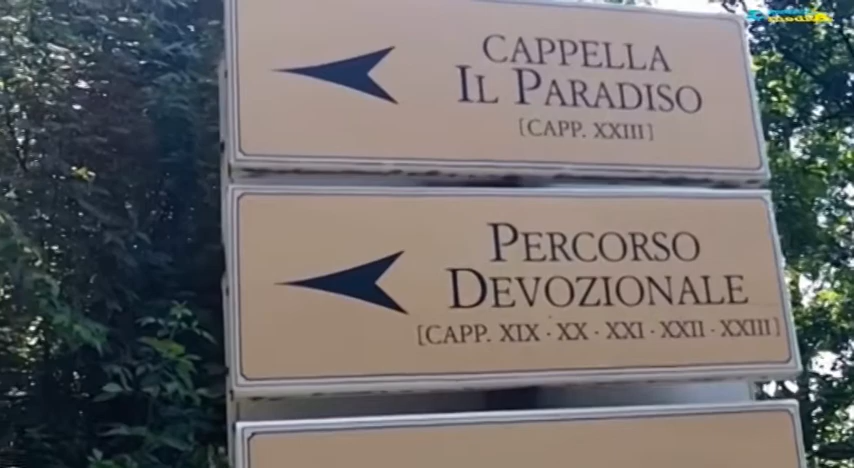 CAPPELLA
IL PARADISO
[CAPP. XXIII]
PERCORSO
DEVOZIONALE
[CAPP. XIX · XX · XXI · XXII · XXIII]